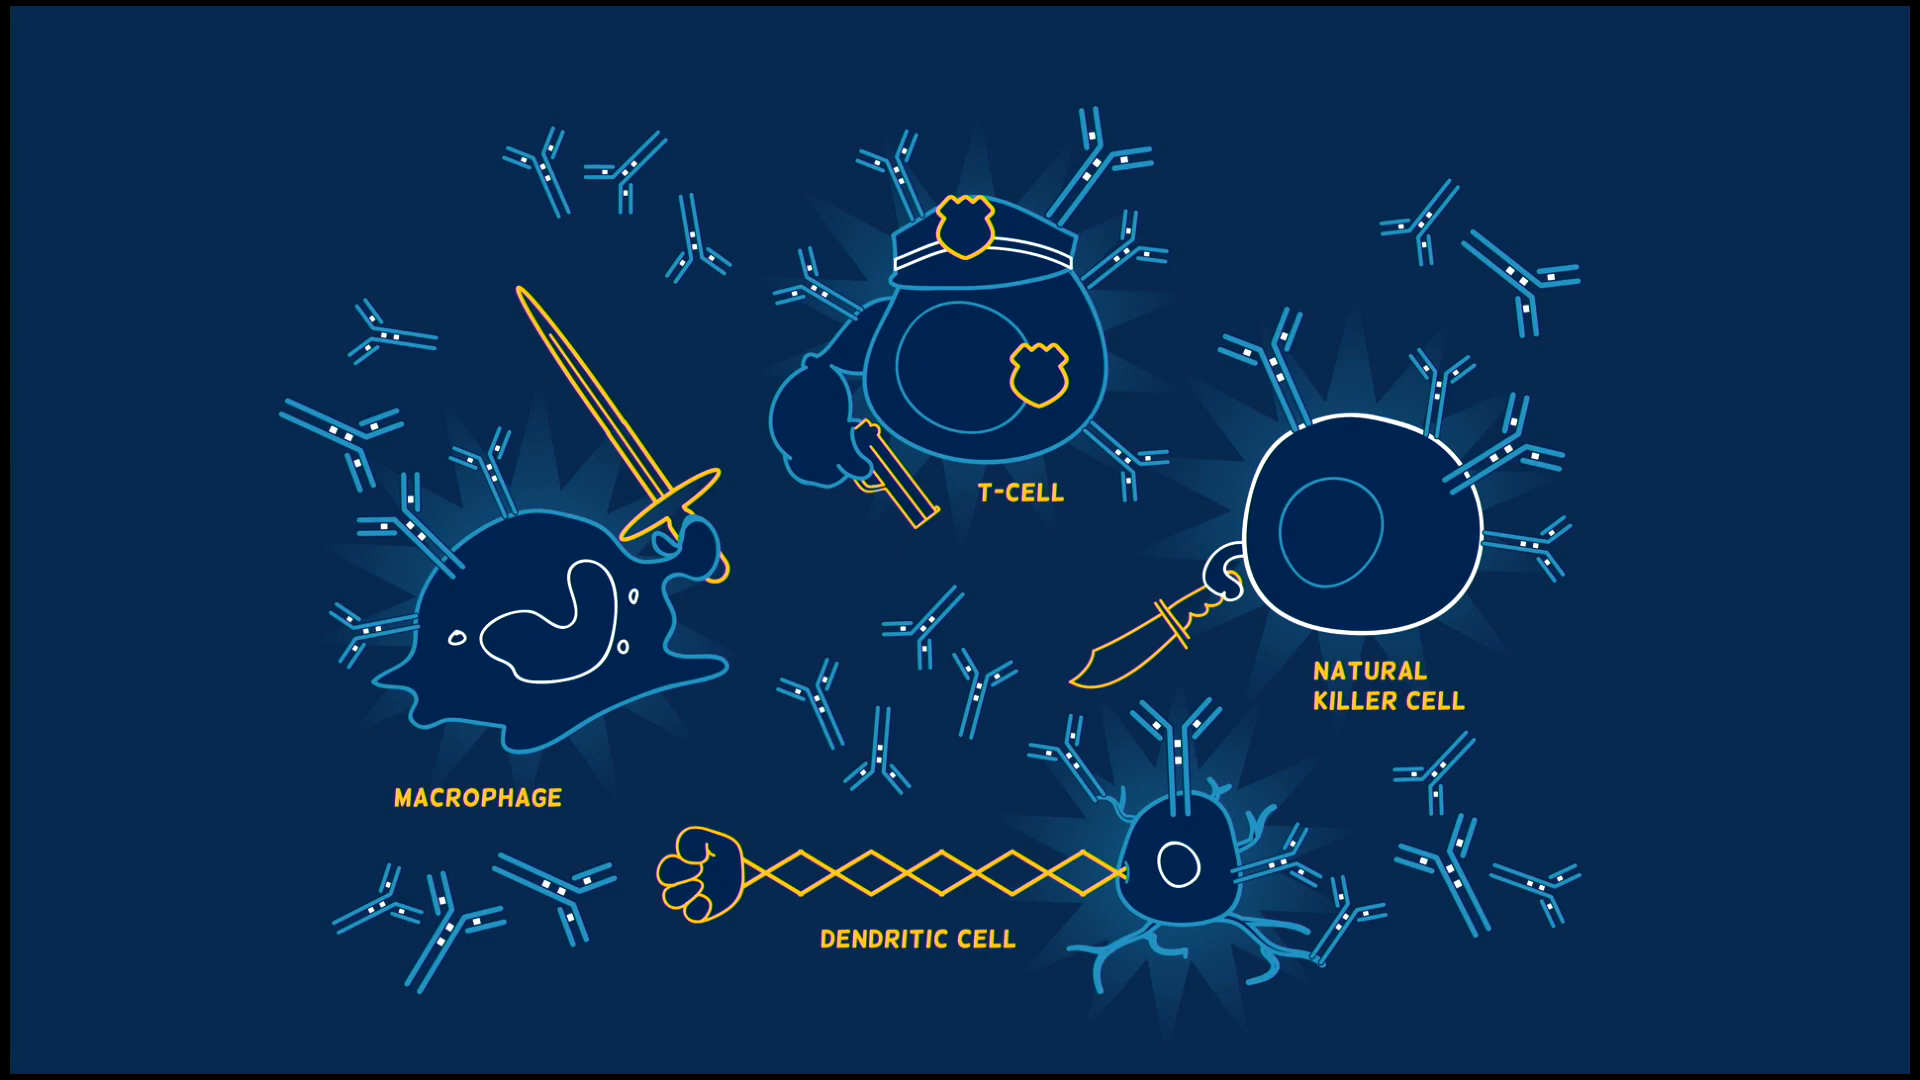 T-CELL
NATURAL
KILLER CELL
MACROPHAGE
DENDRITIC CELL